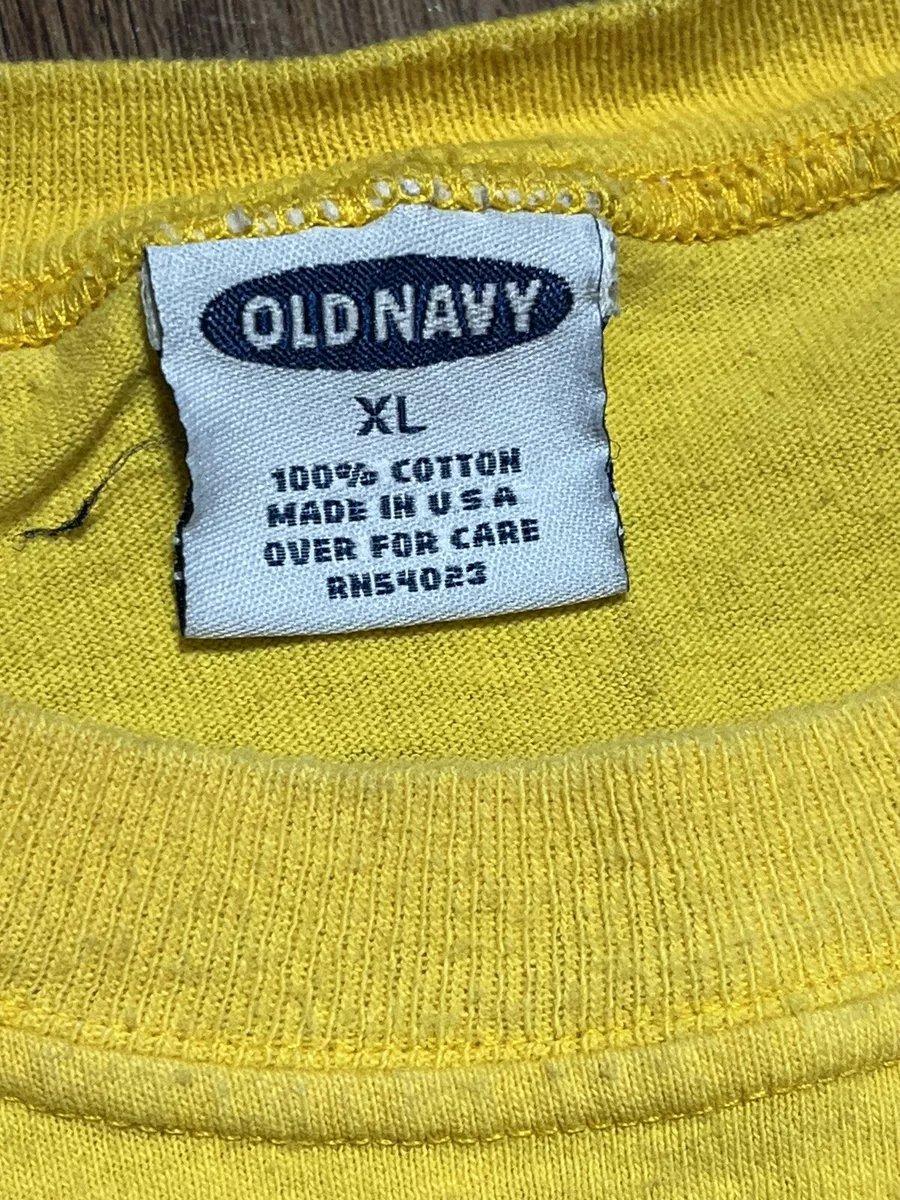 OLD NAVY
XL
100% COTTON
MADE IN U S A
OVER FOR CARE
RN54023